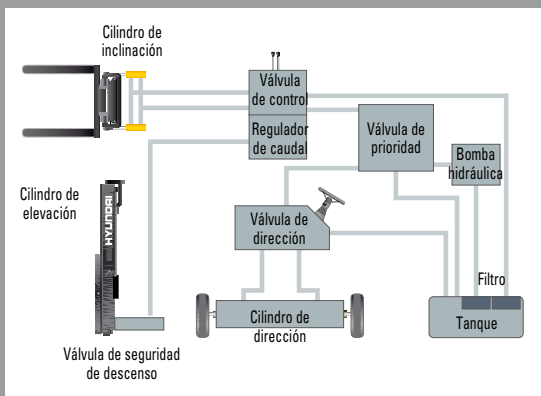 Cilindro de
inclinación
Válvula
de control
Regulador
de caudal
Válvula de
prioridad
Bomba
hidráulica
Cilindro de
elevación
HYUNDAI
Válvula de
dirección
Filtro
Cilindro de
dirección
Tanque
Válvula de seguridad
de descenso